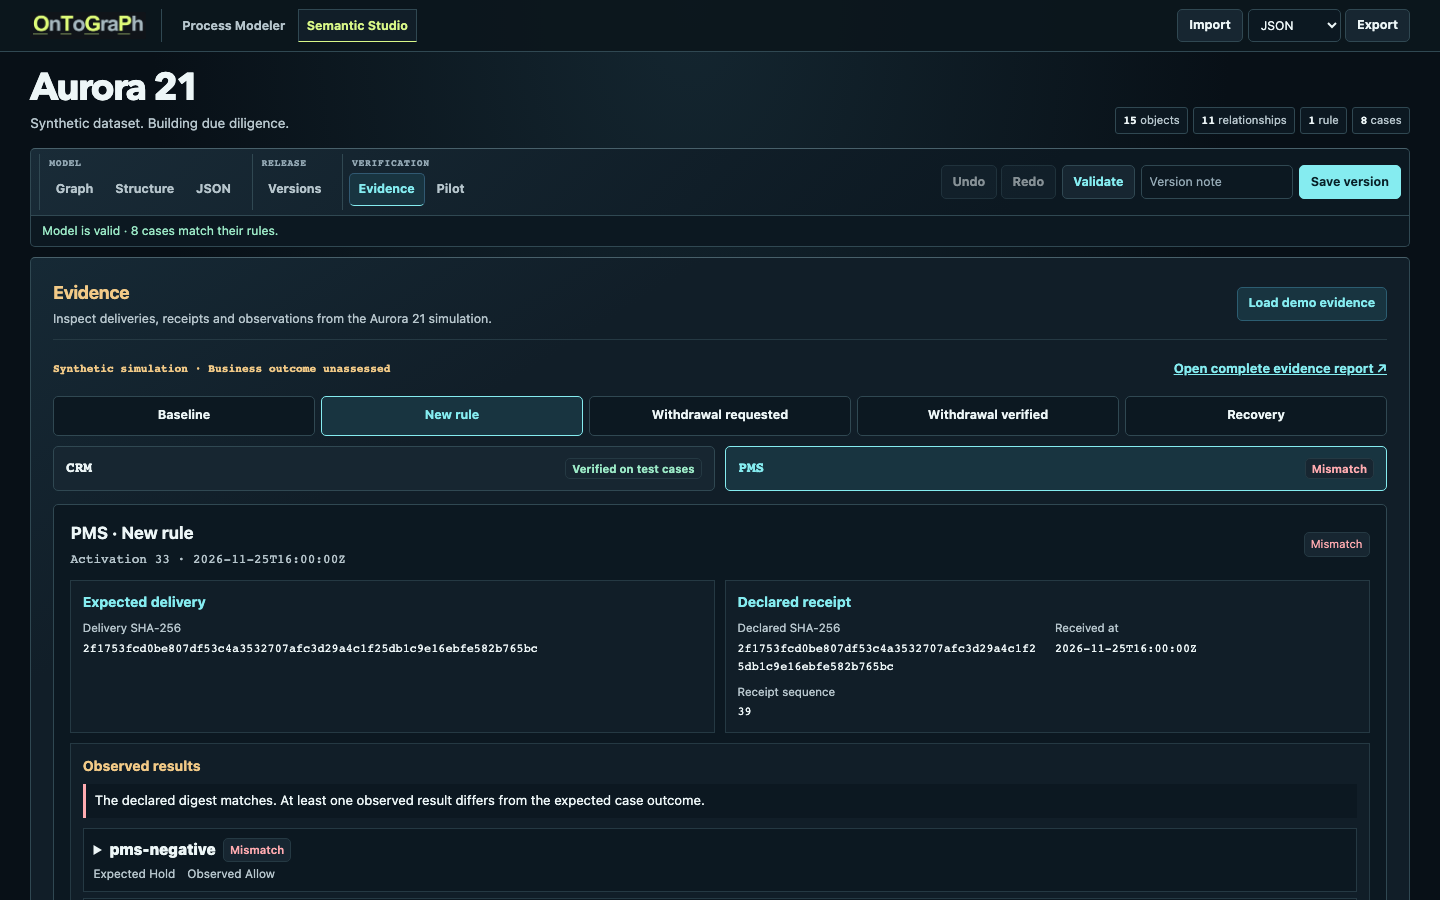 OnToGraPh
Process Modeler
Semantic Studio
Import
JSON
Export
Aurora 21
Synthetic dataset. Building due diligence.
15 objects
11 relationships
1 rule
8 cases
MODEL
RELEASE
VERIFICATION
Graph
Structure
JSON
Versions
Evidence
Pilot
Undo
Redo
Validate
Version note
Save version
Model is valid · 8 cases match their rules.
Evidence
Inspect deliveries, receipts and observations from the Aurora 21 simulation.
Load demo evidence
Synthetic simulation · Business outcome unassessed
Open complete evidence report ↗
Baseline
New rule
Withdrawal requested
Withdrawal verified
Recovery
CRM
Verified on test cases
PMS
Mismatch
PMS · New rule
Activation 33 · 2026-11-25T16:00:00Z
Mismatch
Expected delivery
Delivery SHA-256
2f1753fcd0be807df53c4a3532707afc3d29a4c1f25db1c9e16ebfe582b765bc
Declared receipt
Declared SHA-256
2f1753fcd0be807df53c4a3532707afc3d29a4c1f2
5db1c9e16ebfe582b765bc
Received at
2026-11-25T16:00:00Z
Receipt sequence
39
Observed results
The declared digest matches. At least one observed result differs from the expected case outcome.
▶ pms-negative
Mismatch
Expected Hold
Observed Allow